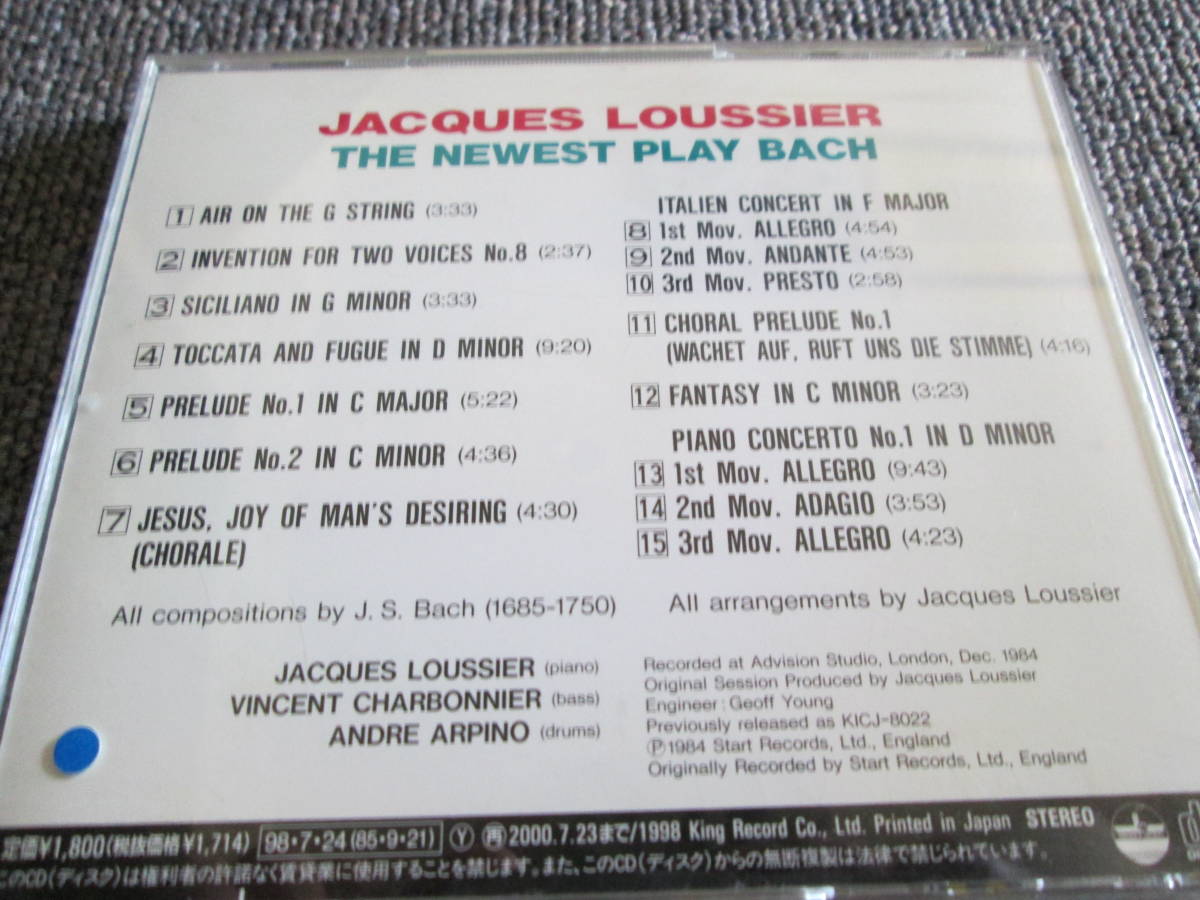 JACQUES LOUSSIER
THE NEWEST PLAY BACH
1 AIR ON THE G STRING (3:33)
2 INVENTION FOR TWO VOICES No.8 (2:37)
3 SICILIANO IN G MINOR (3:33)
4 TOCCATA AND FUGUE IN D MINOR (9:20)
5 PRELUDE No.1 IN C MAJOR (5:22)
6 PRELUDE No.2 IN C MINOR (4:36)
7 JESUS, JOY OF MAN'S DESIRING (4:30)
(CHORALE)
ITALIEN CONCERT IN F MAJOR
8 1st Mov. ALLEGRO (4:54)
9 2nd Mov. ANDANTE (4:53)
10 3rd Mov. PRESTO (2:58)
11 CHORAL PRELUDE No.1
(WACHET AUF, RUFT UNS DIE STIMME) (4:16)
12 FANTASY IN C MINOR (3:23)
PIANO CONCERTO No.1 IN D MINOR
13 1st Mov. ALLEGRO (9:43)
14 2nd Mov. ADAGIO (3:53)
15 3rd Mov. ALLEGRO (4:23)
All compositions by J. S. Bach (1685-1750)
All arrangements by Jacques Loussier
JACQUES LOUSSIER (piano)
VINCENT CHARBONNIER (bass)
ANDRE ARPINO (drums)
Recorded at Advision Studio, London, Dec. 1984
Original Session Produced by Jacques Loussier
Engineer : Geoff Young
Previously released as KICJ-8022
Ⓟ1984 Start Records, Ltd., England
Originally Recorded by Start Records, Ltd., England
定価¥1,800(税抜価格¥1,714) 98・7・24(85・9・21) Ⓨ ㊢2000.7.23まで/1998 King Record Co., Ltd. Printed in Japan STEREO
このCD(ディスク)は権利者の許諾なく賃貸業に使用することを禁じます。また、このCD(ディスク)からの無断複製は法律で禁じられています。